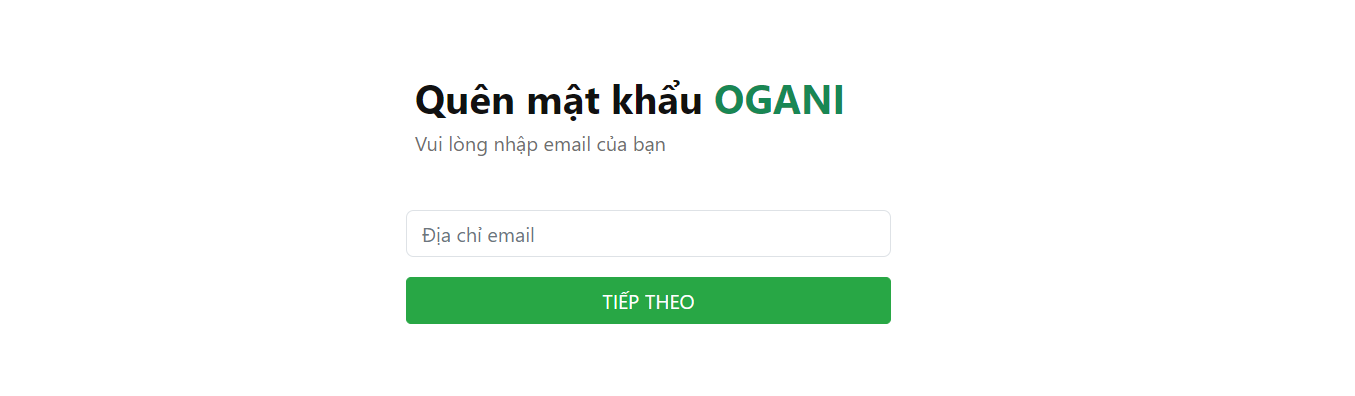 Quên mật khẩu OGANI
Vui lòng nhập email của bạn
Địa chỉ email
TIẾP THEO